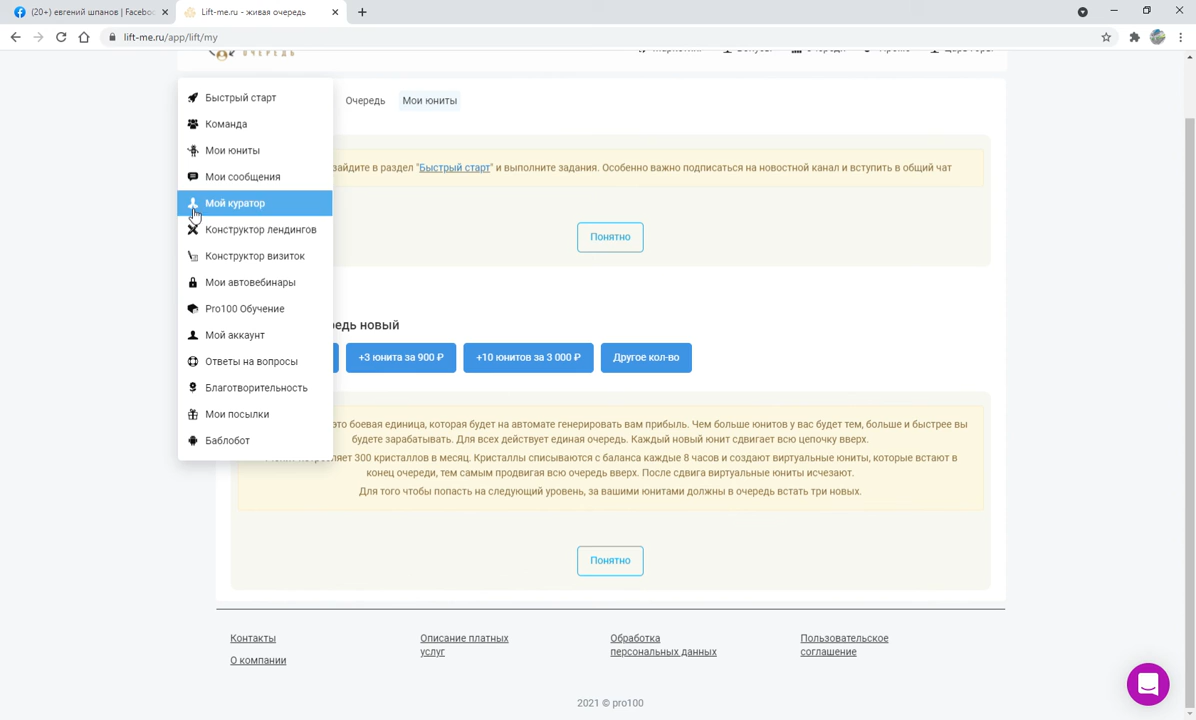 (20+) евгений шпанов | Facebo
Lift-me.ru - живая очередь
lift-me.ru/app/lift/my
ОЧЕРЕДЬ
Быстрый старт
Команда
Мои юниты
Мои сообщения
Мой куратор
Конструктор лендингов
Конструктор визиток
Мои автовебинары
Pro100 Обучение
Мой аккаунт
Ответы на вопросы
Благотворительность
Мои посылки
Баблобот
Очередь
Мои юниты
зайдите в раздел "Быстрый старт" и выполните задания. Особенно важно подписаться на новостной канал и вступить в общий чат
Понятно
редь новый
+3 юнита за 900 ₽
+10 юнитов за 3 000 ₽
Другое кол-во
это боевая единица, которая будет на автомате генерировать вам прибыль. Чем больше юнитов у вас будет тем, больше и быстрее вы
будете зарабатывать. Для всех действует единая очередь. Каждый новый юнит сдвигает всю цепочку вверх.
300 кристаллов в месяц. Кристаллы списываются с баланса каждые 8 часов и создают виртуальные юниты, которые встают в
конец очереди, тем самым продвигая всю очередь вверх. После сдвига виртуальные юниты исчезают.
Для того чтобы попасть на следующий уровень, за вашими юнитами должны в очередь встать три новых.
Понятно
Контакты
О компании
Описание платных
услуг
Обработка
персональных данных
Пользовательское
соглашение
2021 © pro100